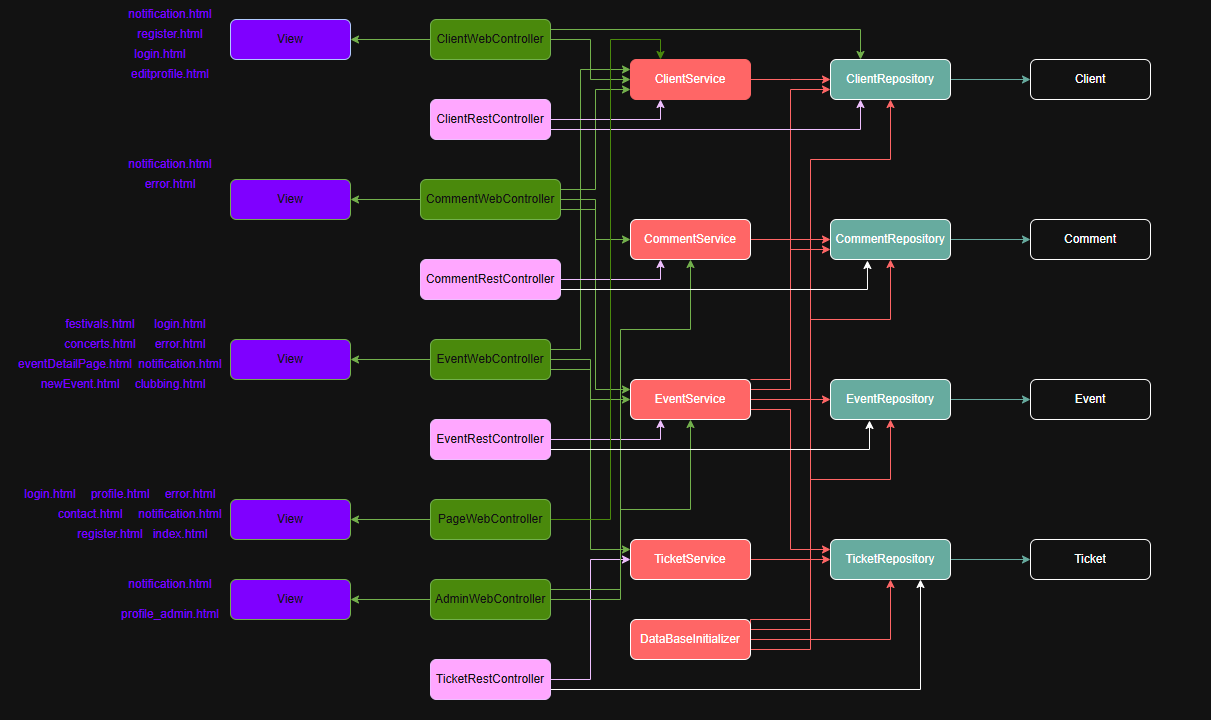 notification.html
register.html
login.html
editprofile.html
View
ClientWebController
ClientService
ClientRepository
Client
ClientRestController
notification.html
error.html
View
CommentWebController
CommentService
CommentRepository
Comment
CommentRestController
festivals.html login.html
concerts.html error.html
eventDetailPage.html notification.html
newEvent.html clubbing.html
View
EventWebController
EventService
EventRepository
Event
EventRestController
login.html profile.html error.html
contact.html notification.html
register.html index.html
View
PageWebController
TicketService
TicketRepository
Ticket
notification.html
profile_admin.html
View
AdminWebController
DataBaseInitializer
TicketRestController